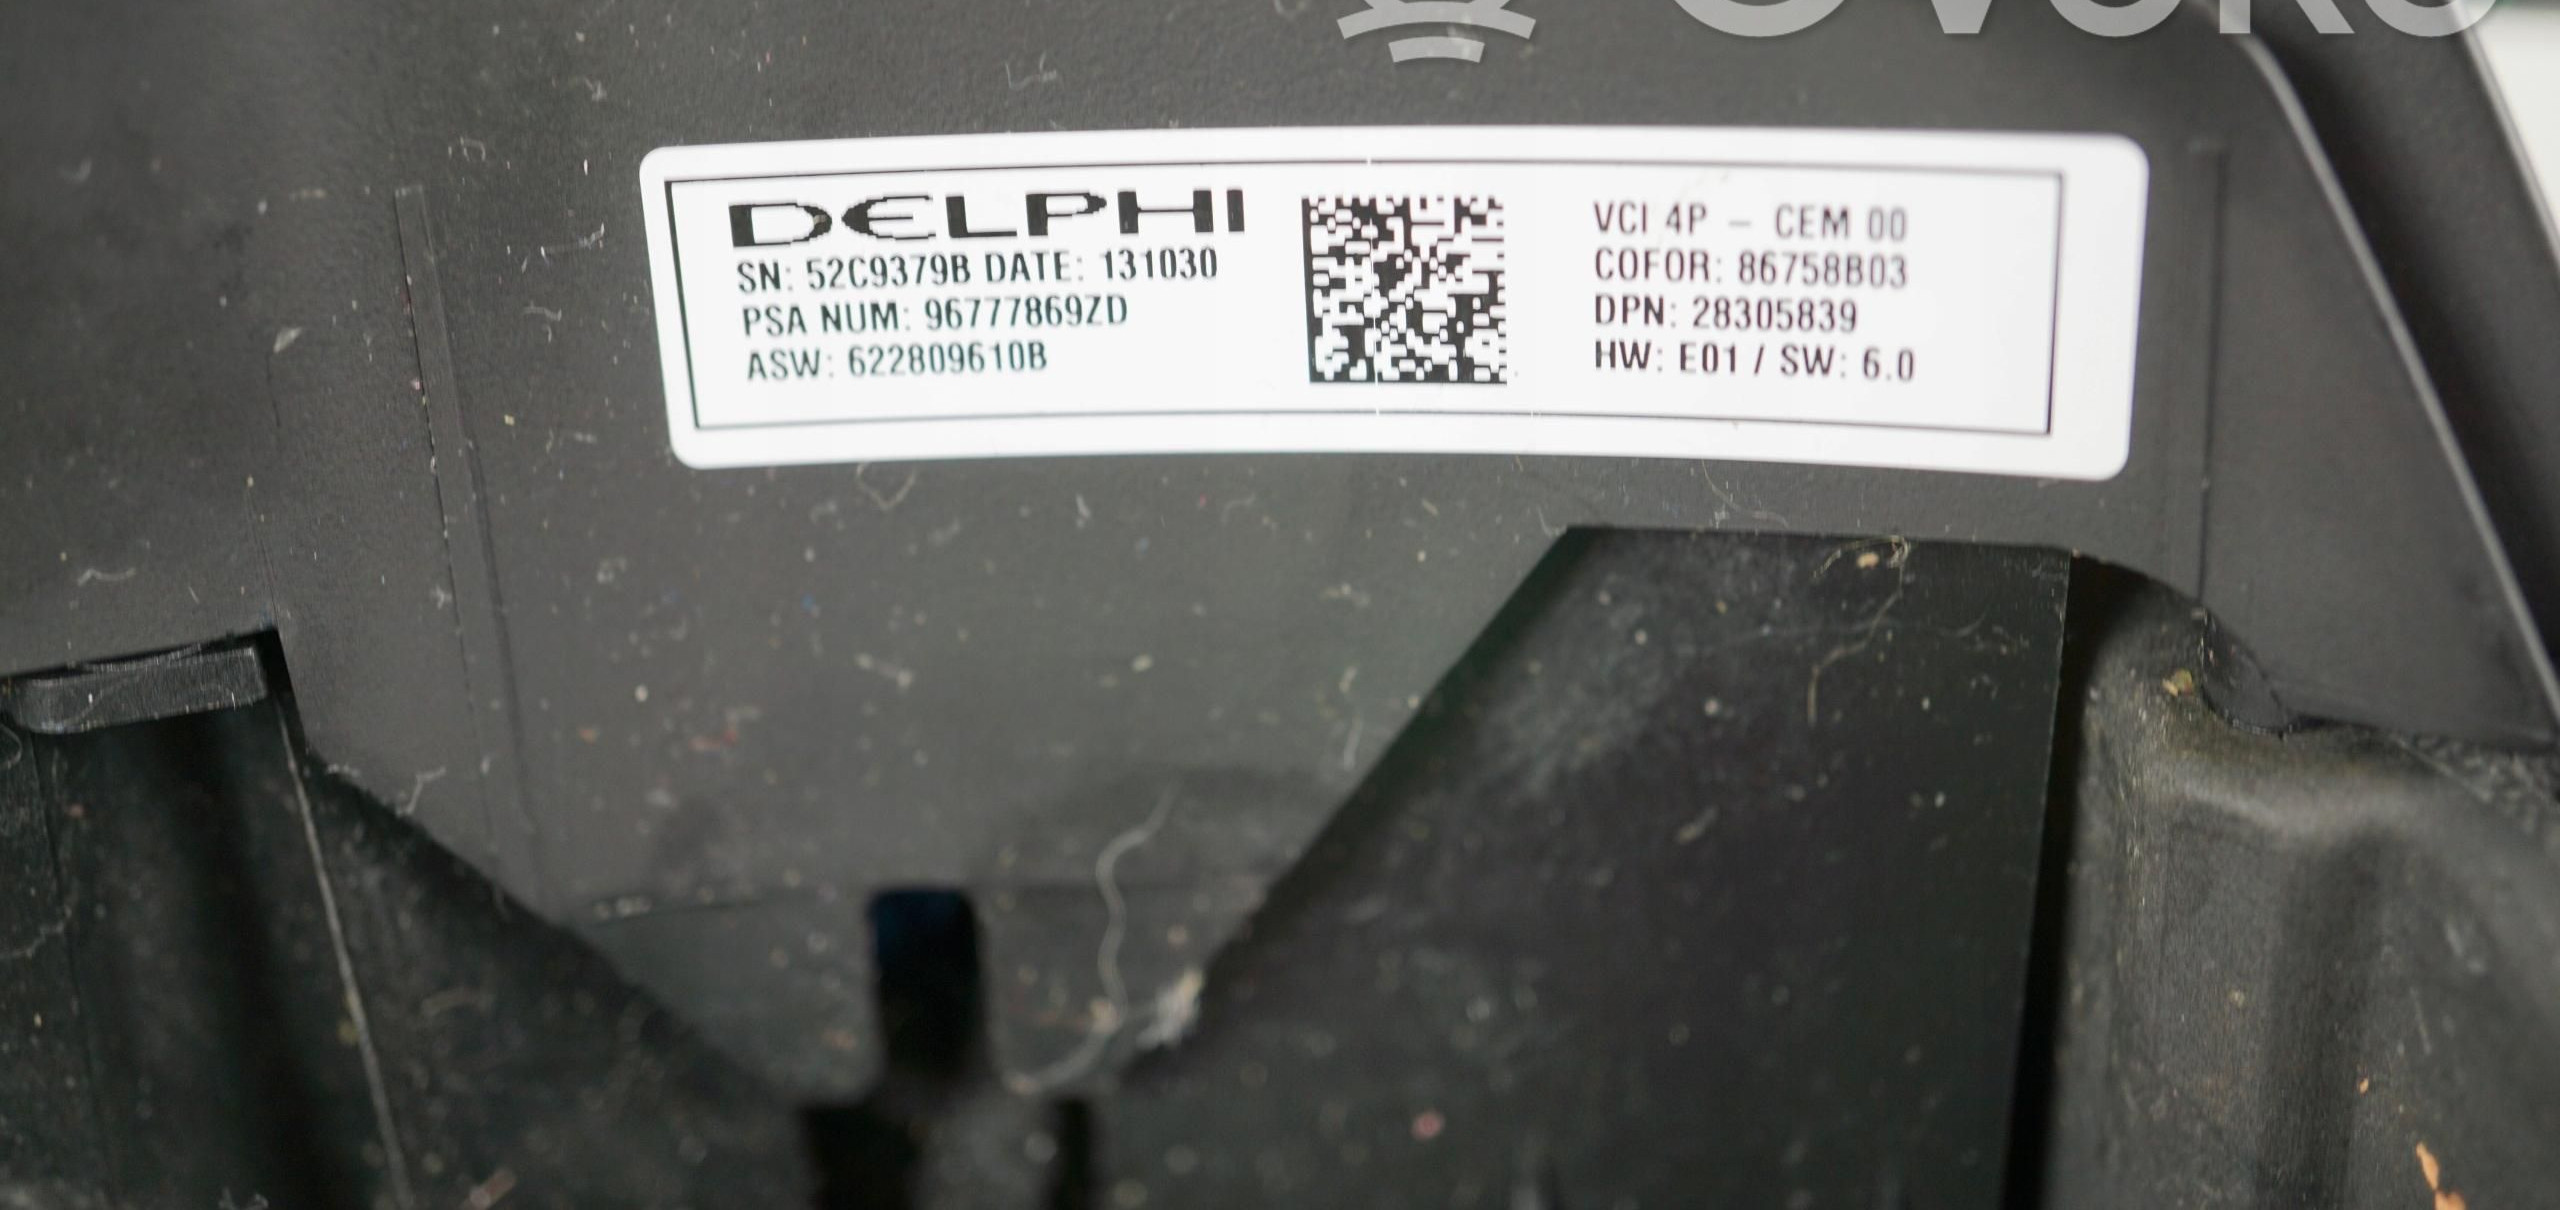 DELPHI
SN: 52C9379B DATE: 131030
PSA NUM: 96777869ZD
ASW: 622809610B
VCI 4P – CEM 00
COFOR: 86758B03
DPN: 28305839
HW: E01 / SW: 6.0